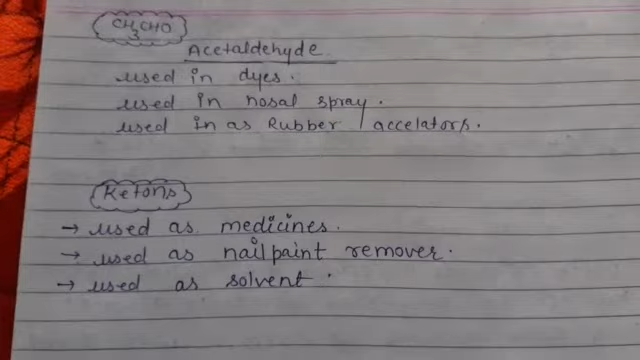 CH3CHO
Acetaldehyde
used in dyes.
used in nosal spray.
used in as Rubber / accelators.
Ketons
→ used as medicines.
→ used as nailpaint remover.
→ used as solvent.